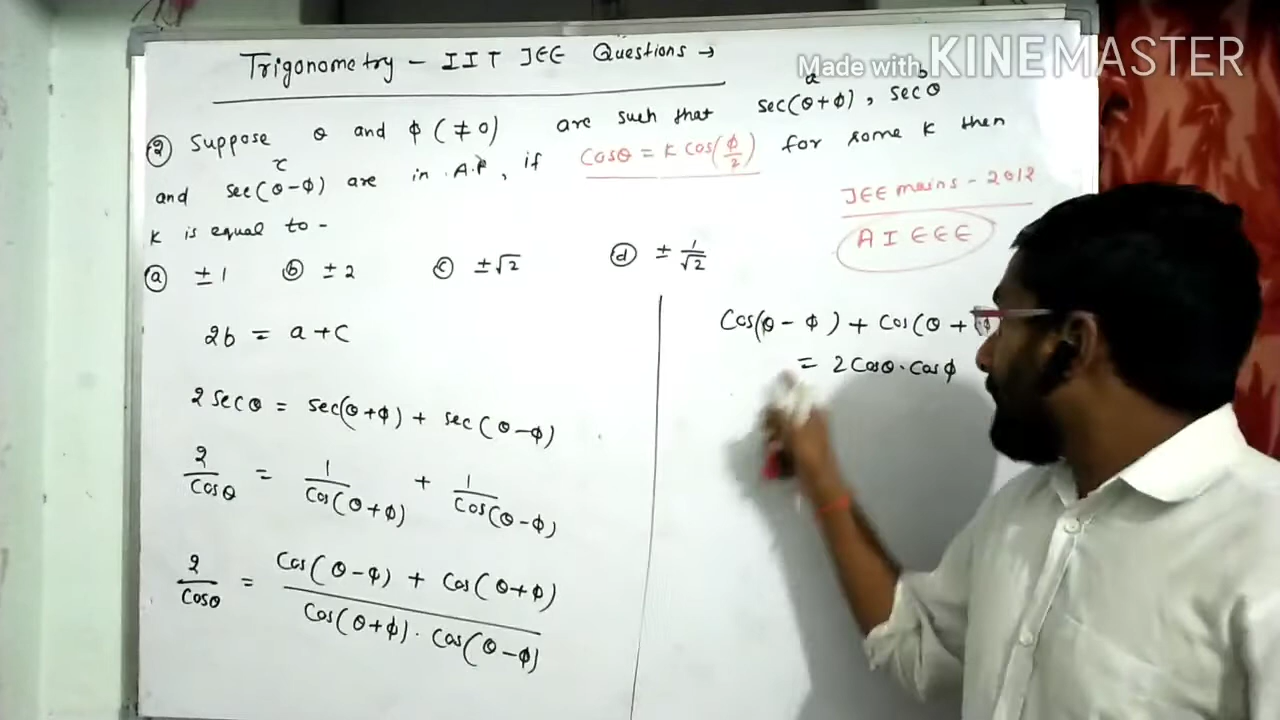 Made with KINEMASTER
Trigonometry - IIT JEE Questions →
a b
② Suppose θ and ϕ (≠0) are such that sec(θ+ϕ), secθ
c
and sec(θ-ϕ) are in A.P, if cosθ = k cos(ϕ/2) for some k then
k is equal to -
JEE mains - 2012
AIEEE
ⓐ ±1 ⓑ ±2 ⓒ ±√2 ⓓ ± 1/√2
2b = a+c
2 secθ = sec(θ+ϕ) + sec(θ-ϕ)
2/cosθ = 1/cos(θ+ϕ) + 1/cos(θ-ϕ)
2/cosθ = cos(θ-ϕ) + cos(θ+ϕ) / cos(θ+ϕ) · cos(θ-ϕ)
cos(θ-ϕ) + cos(θ+ϕ
= 2cosθ·cosϕ